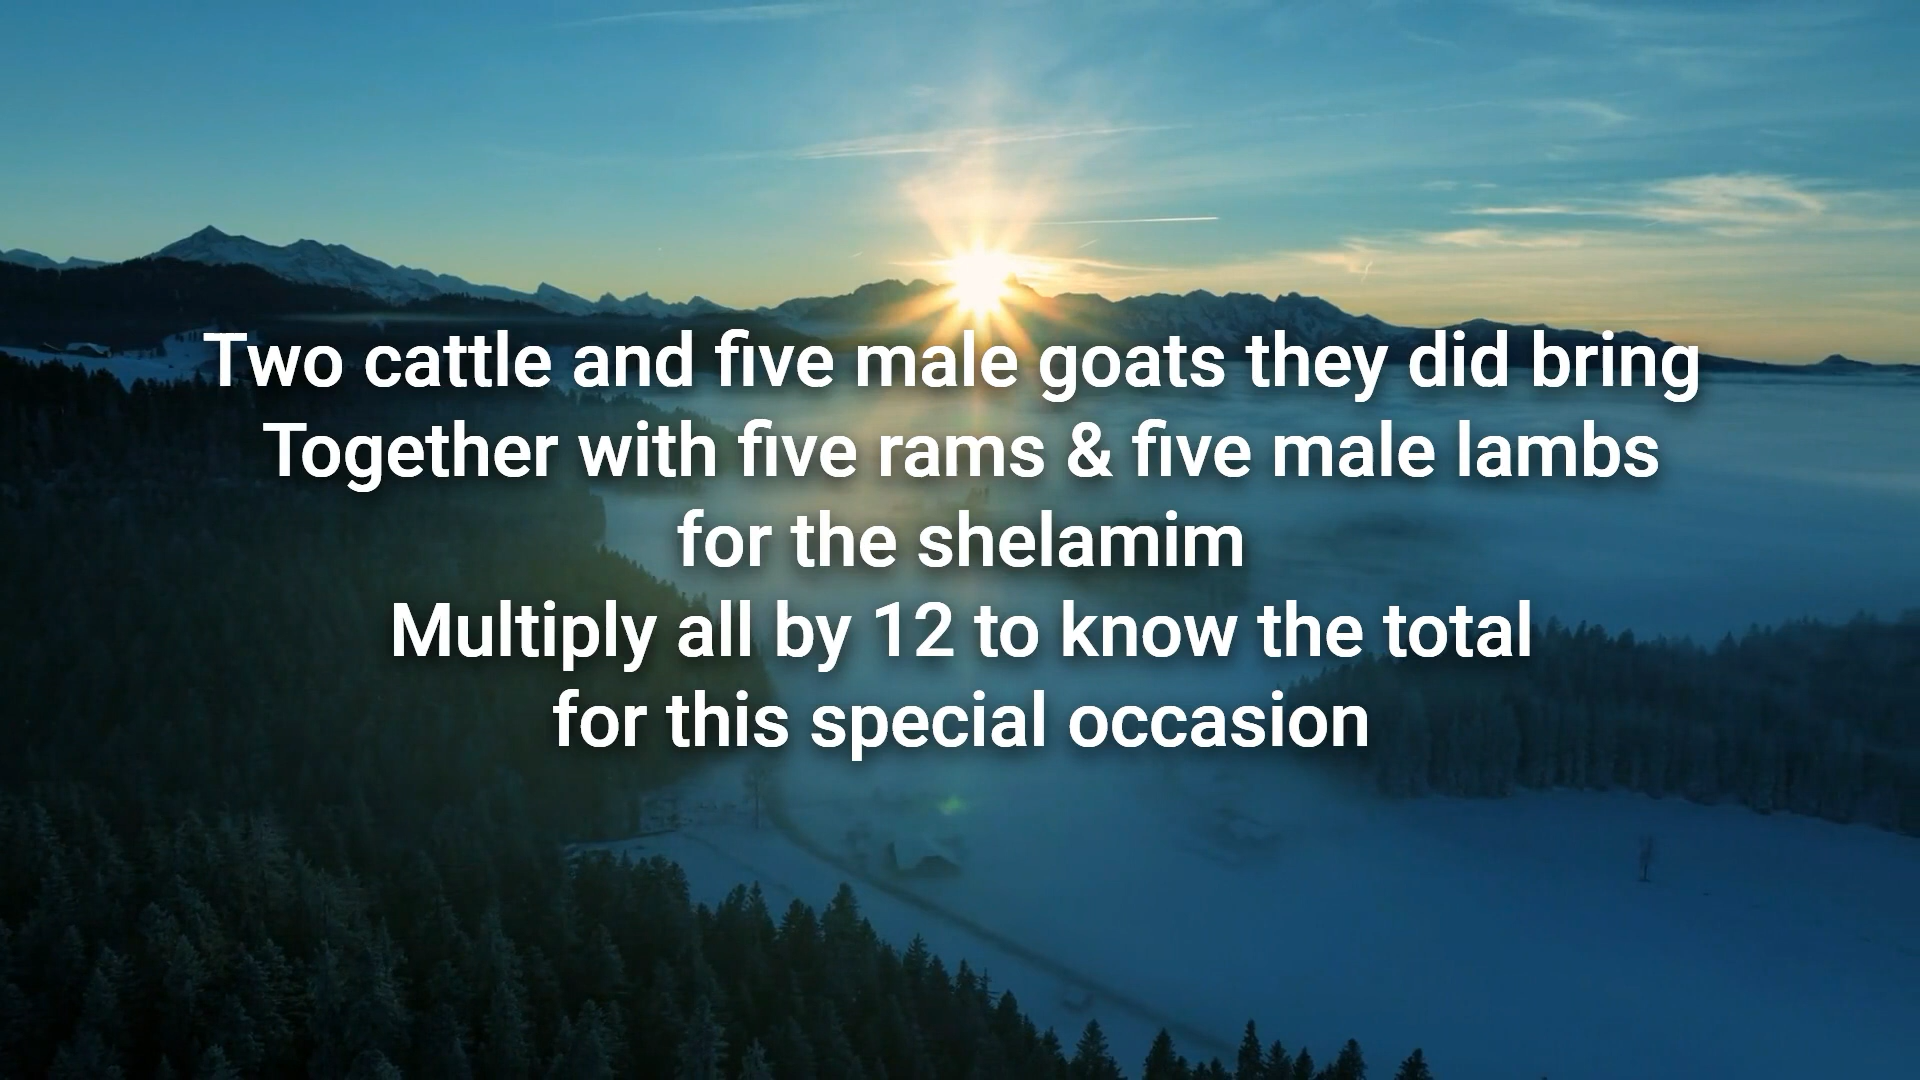 Two cattle and five male goats they did bring
Together with five rams & five male lambs
for the shelamim
Multiply all by 12 to know the total
for this special occasion